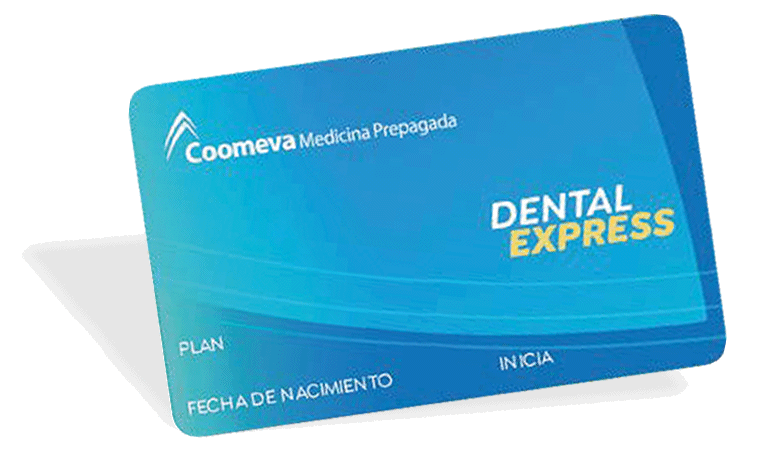 Coomeva Medicina Prepagada
DENTAL
EXPRESS
PLAN
INICIA
FECHA DE NACIMIENTO